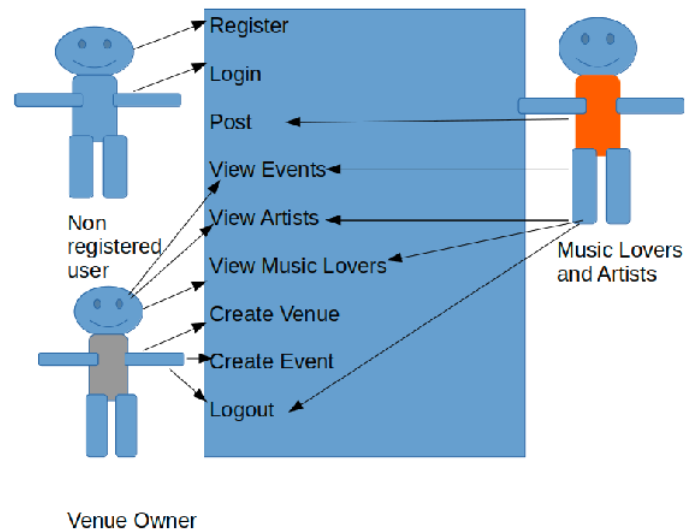 Register
Login
Post
View Events
View Artists
View Music Lovers
Create Venue
Create Event
Logout
Non
registered
user
Music Lovers
and Artists
Venue Owner